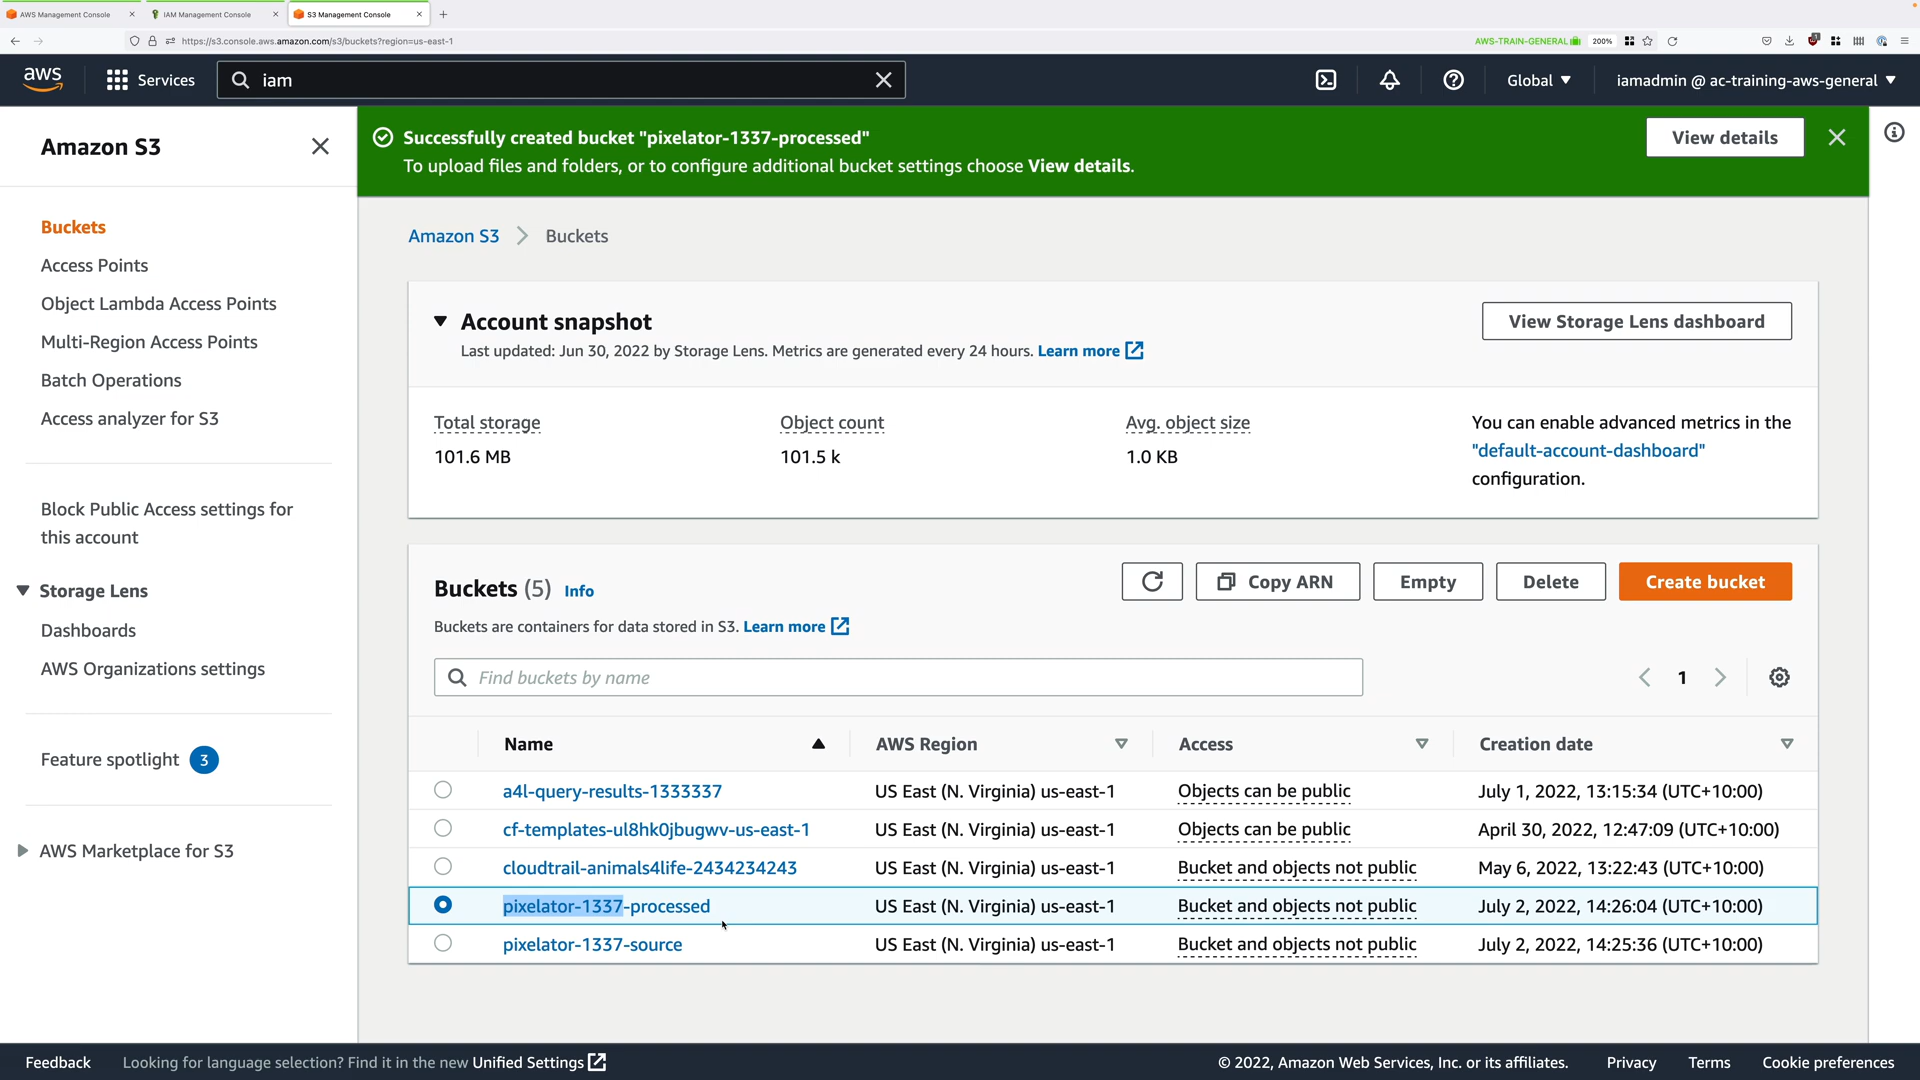 AWS Management Console
IAM Management Console
S3 Management Console
https://s3.console.aws.amazon.com/s3/buckets?region=us-east-1
AWS-TRAIN-GENERAL
200%
aws
Services
iam
Global
iamadmin @ ac-training-aws-general
Amazon S3
Buckets
Access Points
Object Lambda Access Points
Multi-Region Access Points
Batch Operations
Access analyzer for S3
Block Public Access settings for
this account
Storage Lens
Dashboards
AWS Organizations settings
Feature spotlight 3
AWS Marketplace for S3
Successfully created bucket "pixelator-1337-processed"
To upload files and folders, or to configure additional bucket settings choose View details.
View details
Amazon S3 > Buckets
Account snapshot
Last updated: Jun 30, 2022 by Storage Lens. Metrics are generated every 24 hours. Learn more
View Storage Lens dashboard
Total storage
101.6 MB
Object count
101.5 k
Avg. object size
1.0 KB
You can enable advanced metrics in the
"default-account-dashboard"
configuration.
Buckets (5) Info
Copy ARN
Empty
Delete
Create bucket
Buckets are containers for data stored in S3. Learn more
Find buckets by name
1
Name AWS Region Access Creation date
a4l-query-results-1333337 US East (N. Virginia) us-east-1 Objects can be public July 1, 2022, 13:15:34 (UTC+10:00)
cf-templates-ul8hk0jbugwv-us-east-1 US East (N. Virginia) us-east-1 Objects can be public April 30, 2022, 12:47:09 (UTC+10:00)
cloudtrail-animals4life-2434234243 US East (N. Virginia) us-east-1 Bucket and objects not public May 6, 2022, 13:22:43 (UTC+10:00)
pixelator-1337-processed US East (N. Virginia) us-east-1 Bucket and objects not public July 2, 2022, 14:26:04 (UTC+10:00)
pixelator-1337-source US East (N. Virginia) us-east-1 Bucket and objects not public July 2, 2022, 14:25:36 (UTC+10:00)
Feedback
Looking for language selection? Find it in the new Unified Settings
© 2022, Amazon Web Services, Inc. or its affiliates.
Privacy
Terms
Cookie preferences